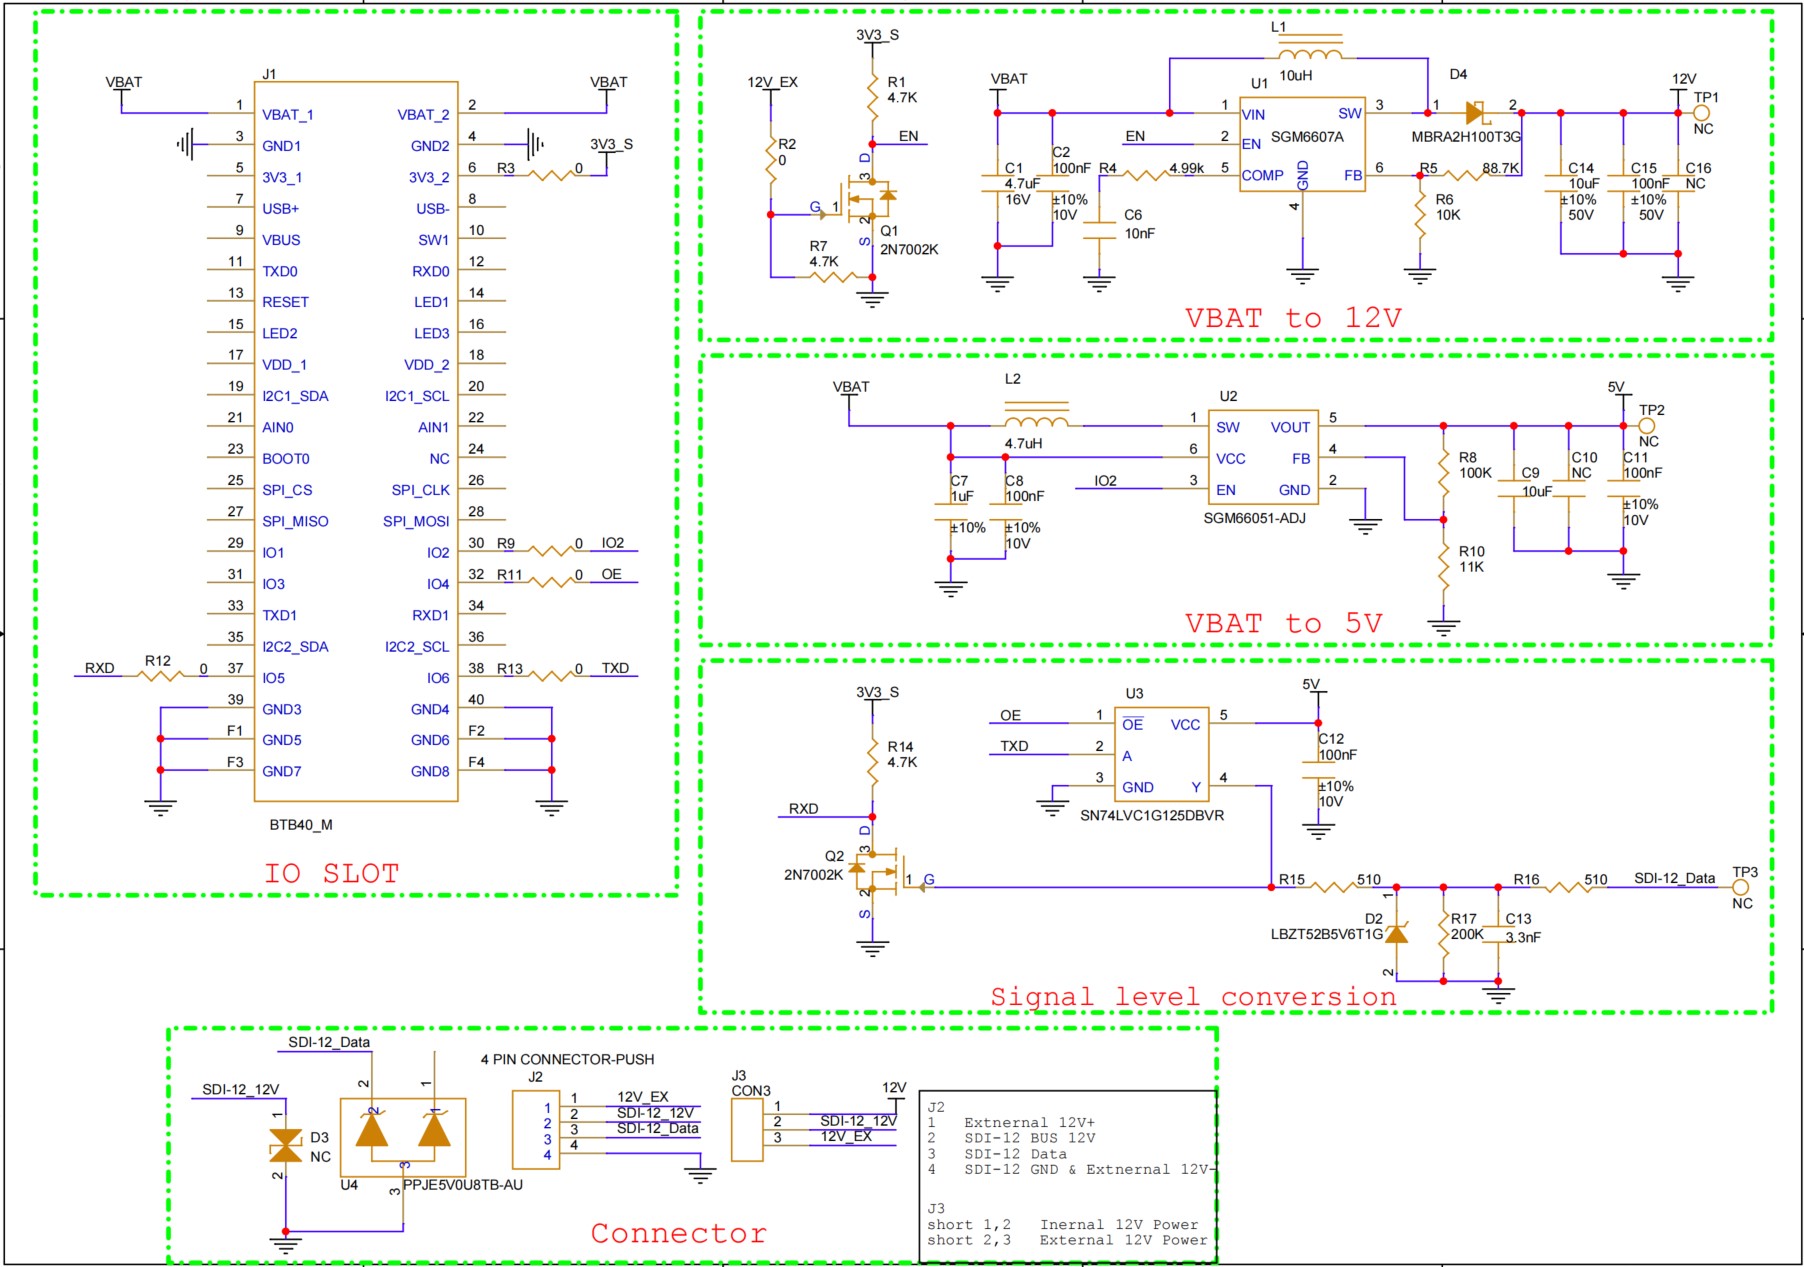 J1
VBAT
VBAT
1 VBAT_1 VBAT_2 2
3 GND1 GND2 4
3V3_S
5 3V3_1 3V3_2 6 R3 0
7 USB+ USB- 8
9 VBUS SW1 10
11 TXD0 RXD0 12
13 RESET LED1 14
15 LED2 LED3 16
17 VDD_1 VDD_2 18
19 I2C1_SDA I2C1_SCL 20
21 AIN0 AIN1 22
23 BOOT0 NC 24
25 SPI_CS SPI_CLK 26
27 SPI_MISO SPI_MOSI 28
29 IO1 IO2 30 R9 0 IO2
31 IO3 IO4 32 R11 0 OE
33 TXD1 RXD1 34
35 I2C2_SDA I2C2_SCL 36
RXD R12 0 37 IO5 IO6 38 R13 0 TXD
39 GND3 GND4 40
F1 GND5 GND6 F2
F3 GND7 GND8 F4
BTB40_M
IO SLOT
3V3_S
12V_EX
R1
4.7K
R2
0
EN
D
3
G 1
2
S
Q1
2N7002K
R7
4.7K
VBAT
L1
10uH
U1
1 VIN SW 3
SGM6607A
EN 2 EN
R4 4.99k 5 COMP FB 6
GND
4
C1
4.7uF
16V
C2
100nF
±10%
10V
C6
10nF
D4
1 2
MBRA2H100T3G
R5 88.7K
R6
10K
12V
TP1
NC
C14
10uF
±10%
50V
C15
100nF
±10%
50V
C16
NC
VBAT to 12V
VBAT
L2
4.7uH
U2
1 SW VOUT 5
6 VCC FB 4
IO2 3 EN GND 2
SGM66051-ADJ
C7
1uF
±10%
C8
100nF
±10%
10V
5V
TP2
NC
R8
100K
R10
11K
C9
10uF
C10
NC
C11
100nF
±10%
10V
VBAT to 5V
3V3_S
R14
4.7K
RXD
D
3
Q2
2N7002K
1 G
2
S
U3
OE 1 OE VCC 5
TXD 2 A
3 GND Y 4
SN74LVC1G125DBVR
5V
C12
100nF
±10%
10V
R15 510
R16 510
SDI-12_Data
TP3
NC
1
D2
LBZT52B5V6T1G
2
R17
200K
C13
3.3nF
Signal level conversion
SDI-12_Data
SDI-12_12V
1
D3
NC
2
2 1
2 1
3
3
U4
PPJE5V0U8TB-AU
4 PIN CONNECTOR-PUSH
J2
1 1 12V_EX
2 2 SDI-12_12V
3 3 SDI-12_Data
4 4
J3
CON3
12V
1
2 SDI-12_12V
3 12V_EX
Connector
J2
1 Extnernal 12V+
2 SDI-12 BUS 12V
3 SDI-12 Data
4 SDI-12 GND & Extnernal 12V-
J3
short 1,2 Inernal 12V Power
short 2,3 External 12V Power